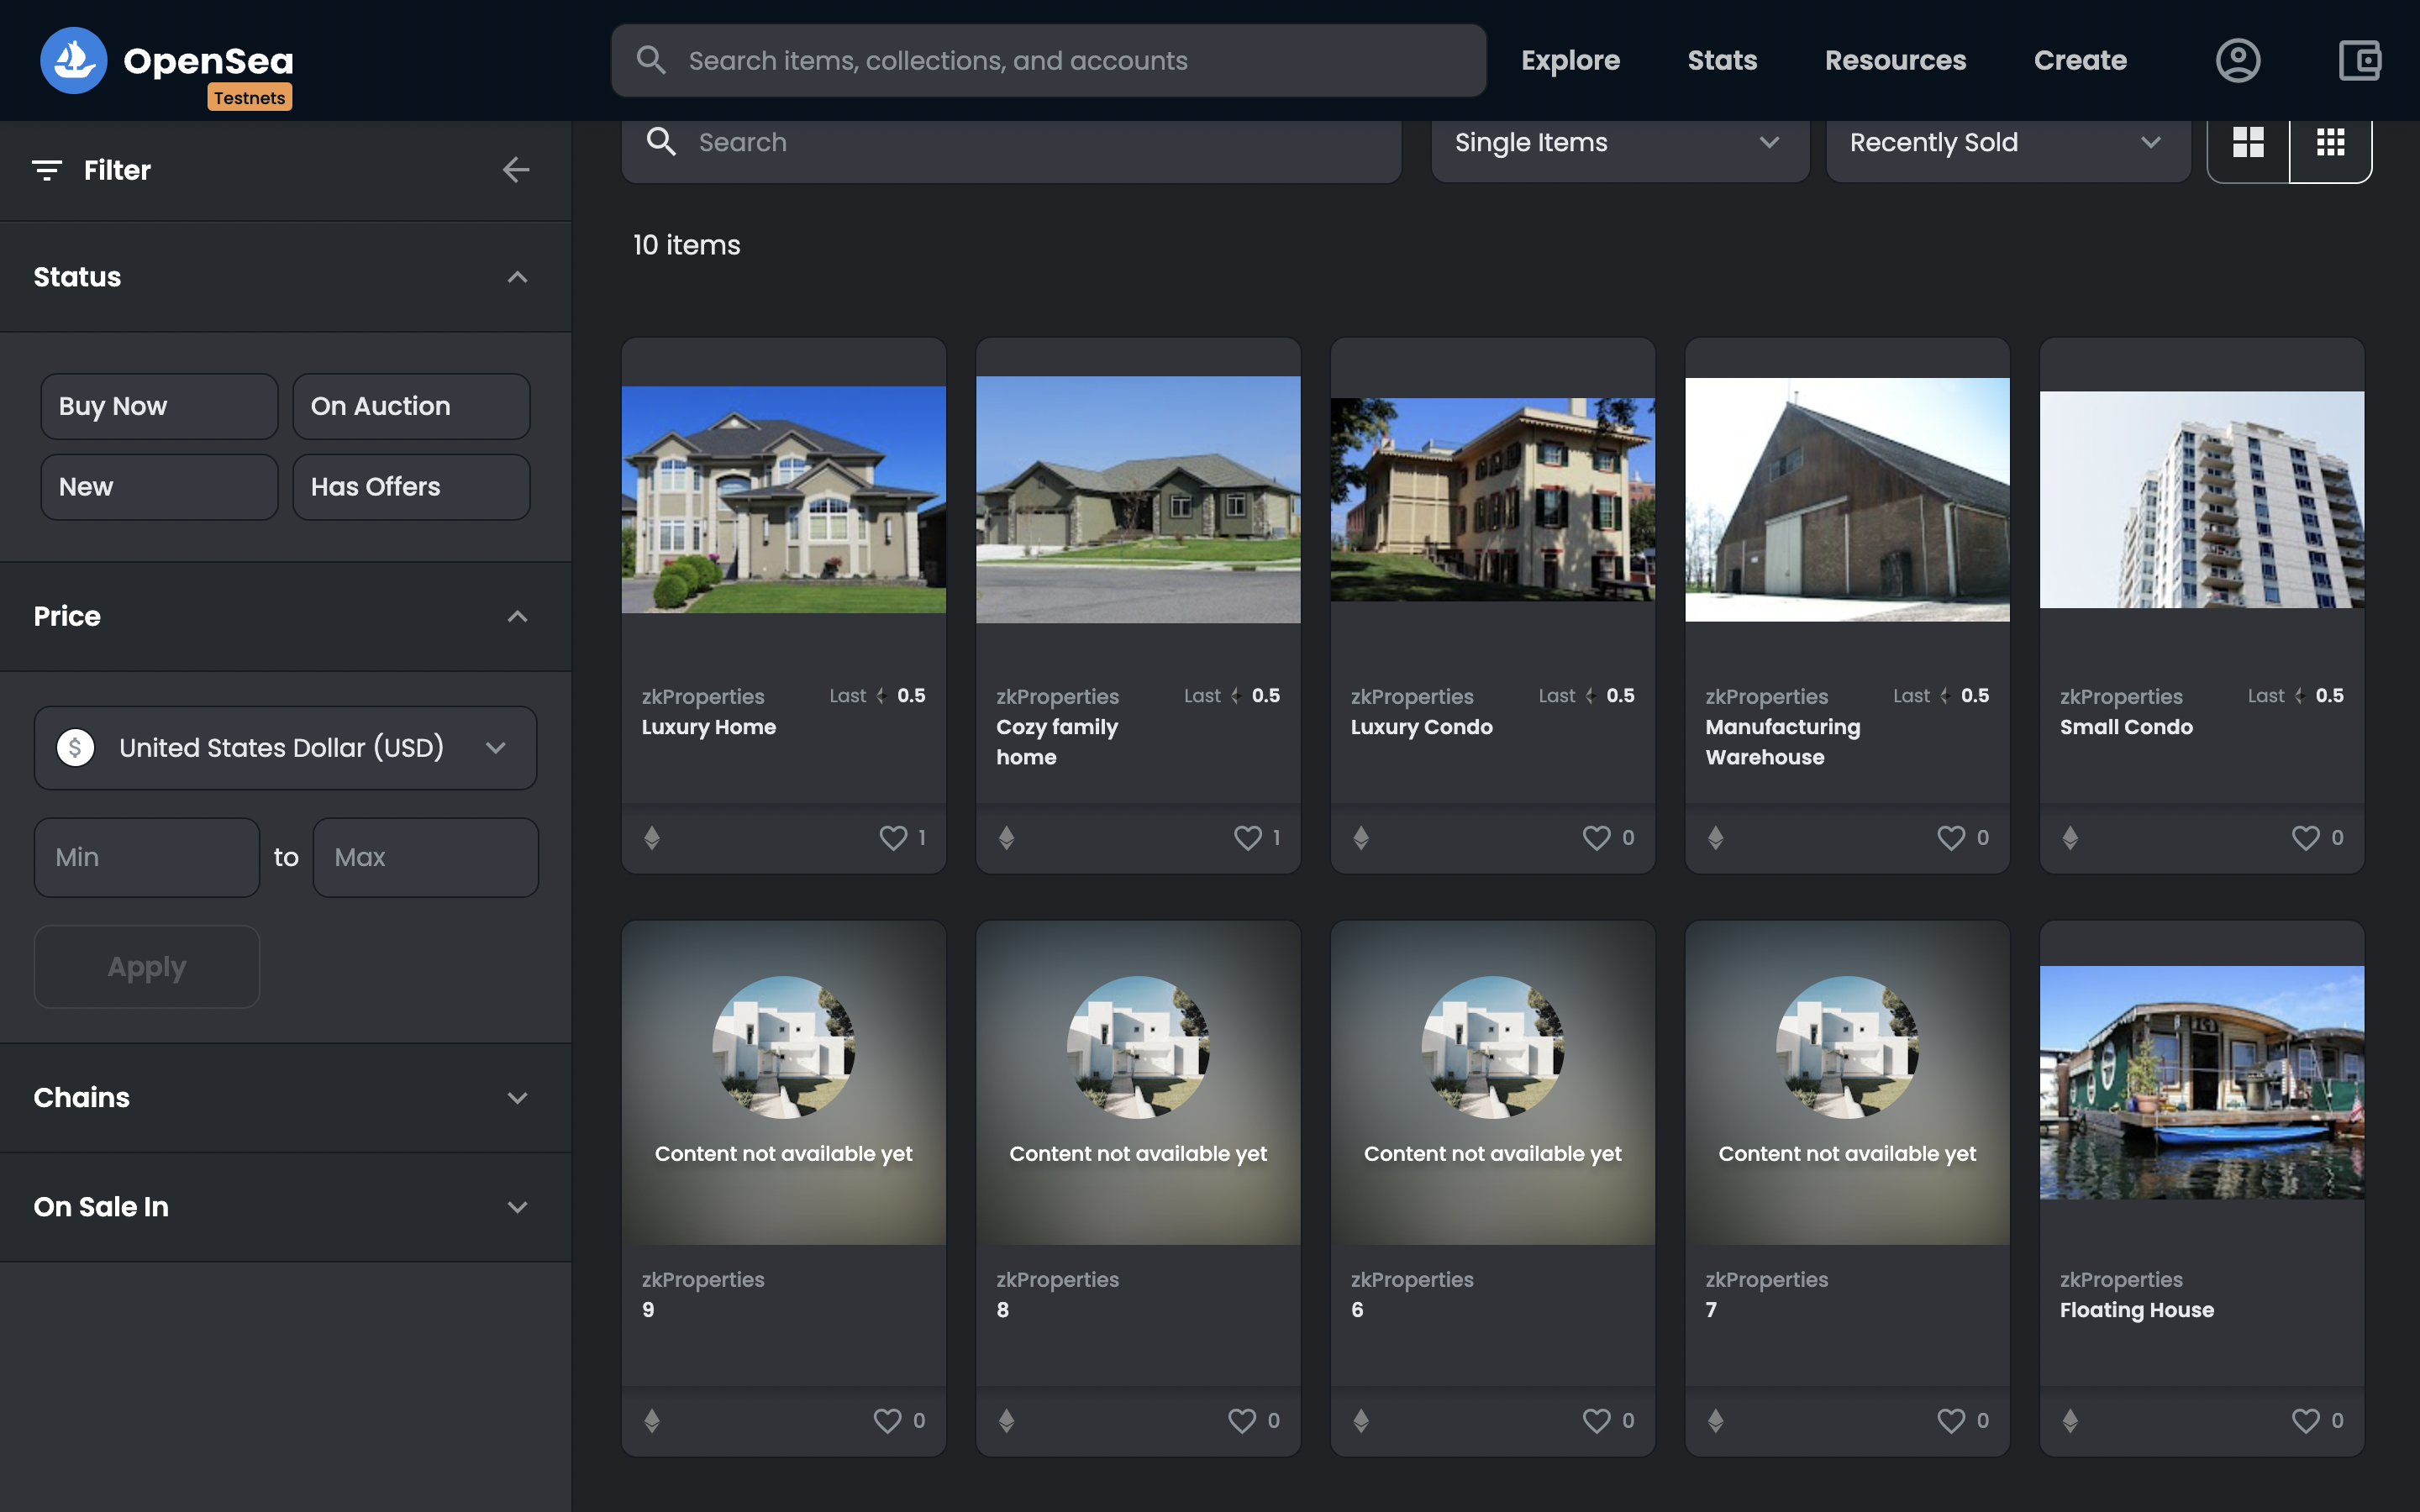 OpenSea
Testnets
Search items, collections, and accounts
Explore
Stats
Resources
Create
Filter
Search
Single Items
Recently Sold
10 items
Status
Buy Now
On Auction
New
Has Offers
Price
$ United States Dollar (USD)
Min to Max
Apply
Chains
On Sale In
zkProperties Last 0.5
Luxury Home
1
zkProperties Last 0.5
Cozy family
home
1
zkProperties Last 0.5
Luxury Condo
0
zkProperties Last 0.5
Manufacturing
Warehouse
0
zkProperties Last 0.5
Small Condo
0
Content not available yet
zkProperties
9
0
Content not available yet
zkProperties
8
0
Content not available yet
zkProperties
6
0
Content not available yet
zkProperties
7
0
zkProperties
Floating House
0